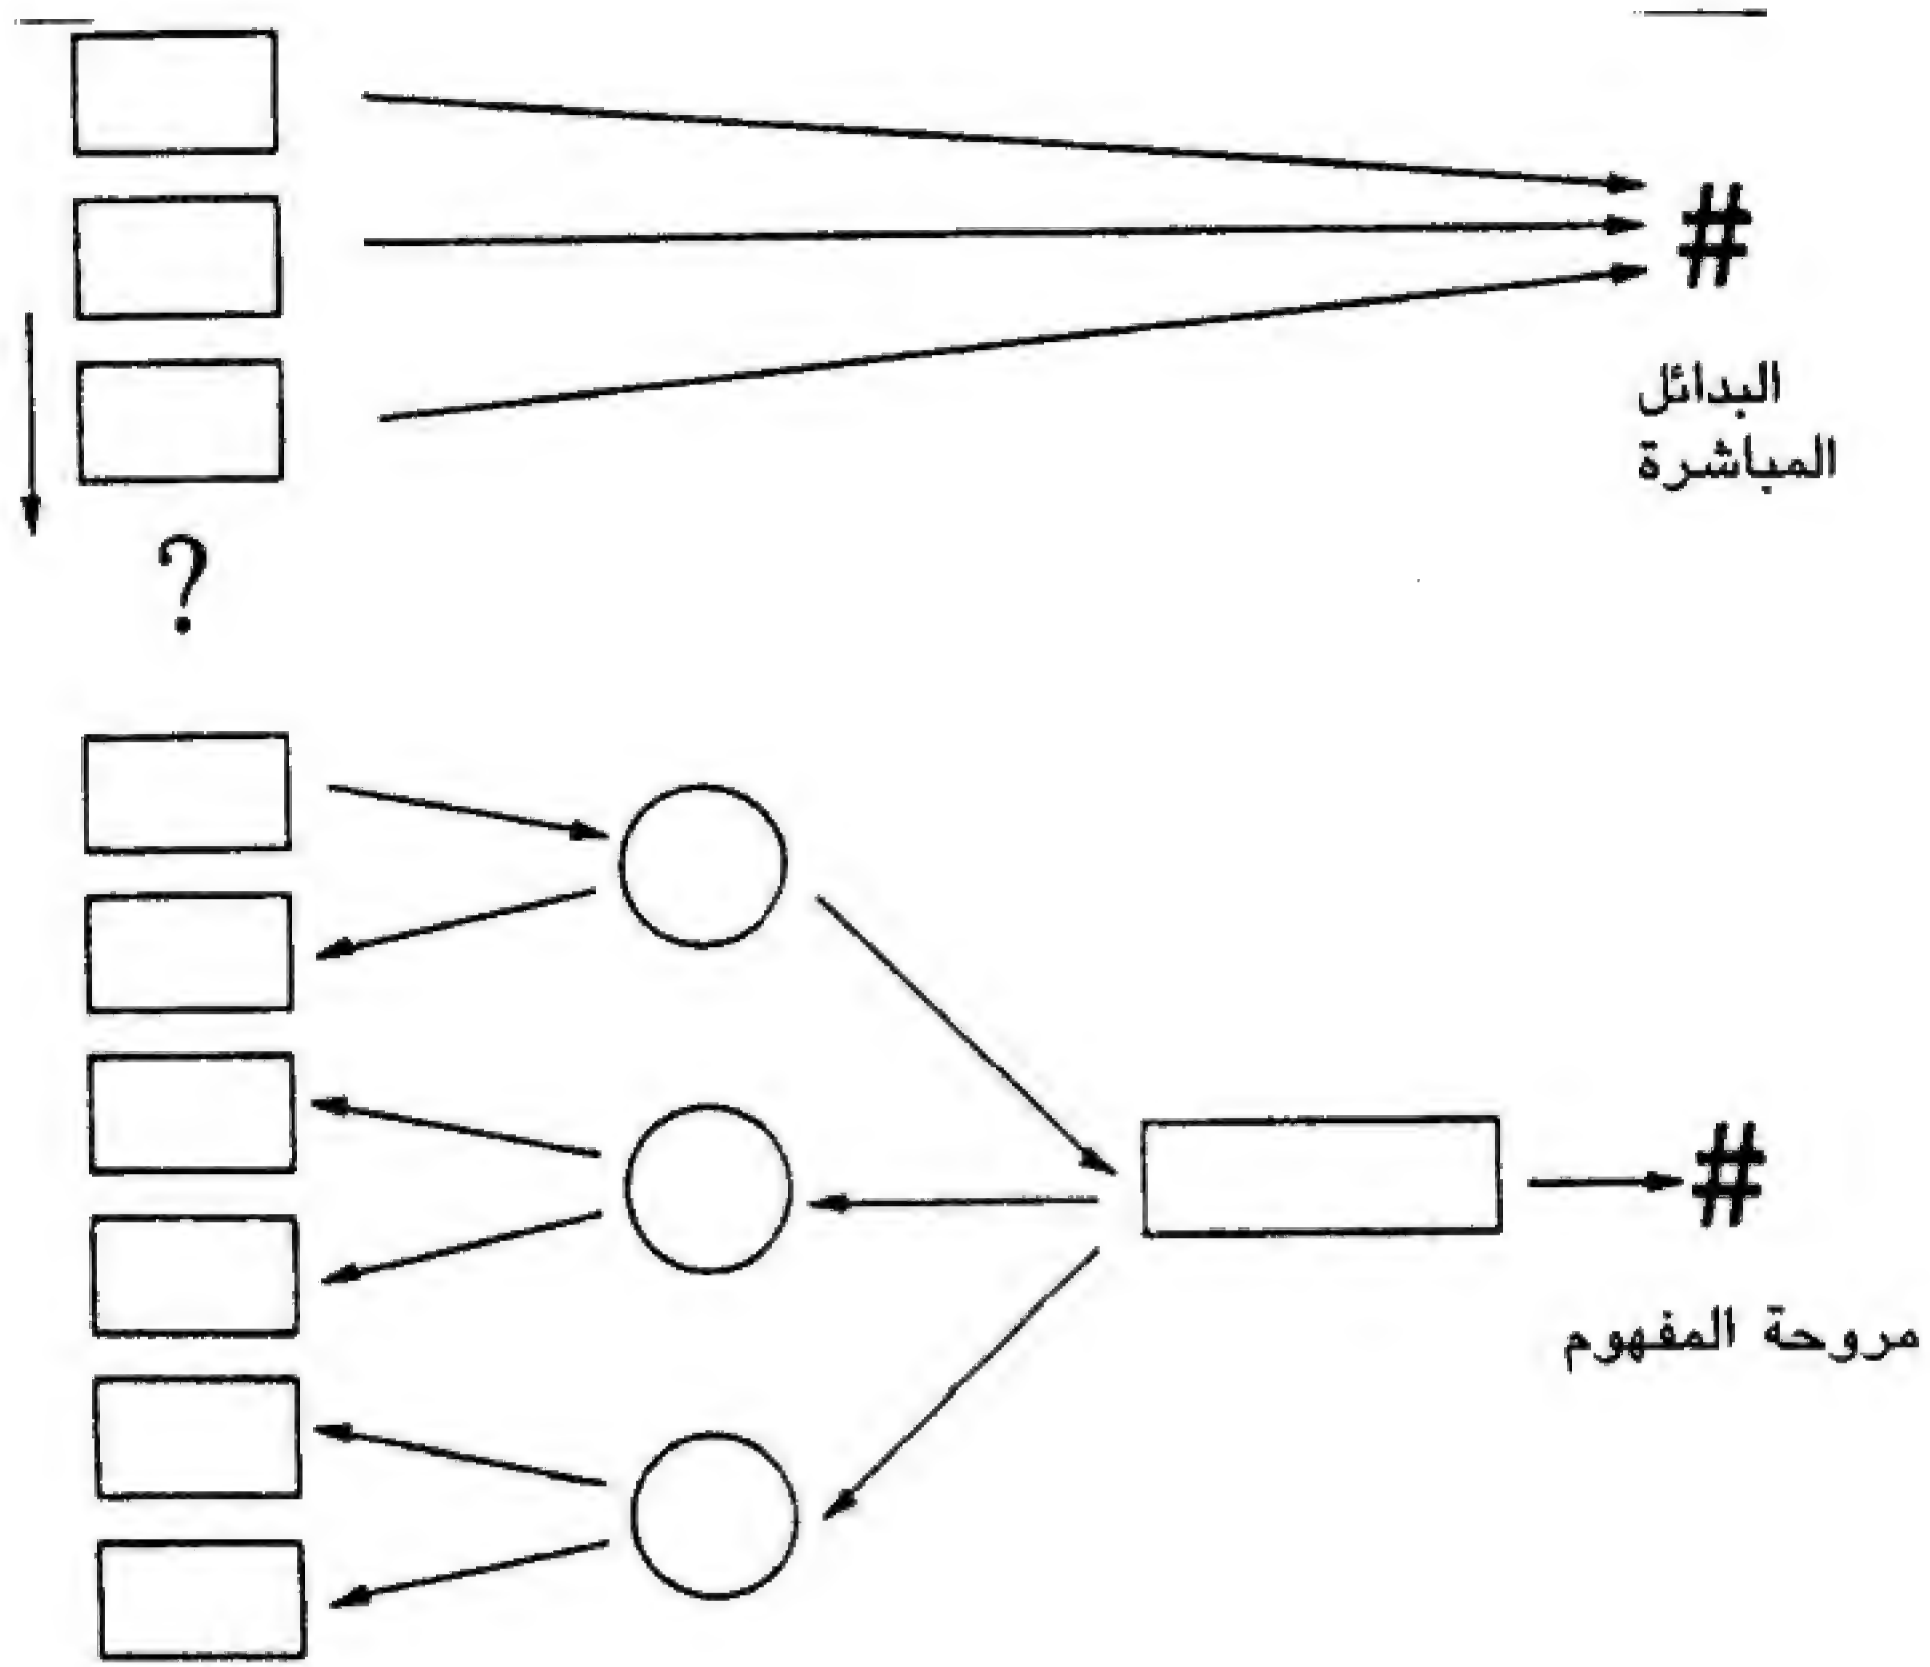 #
البدائل
المباشرة
?
#
مروحة المفهوم